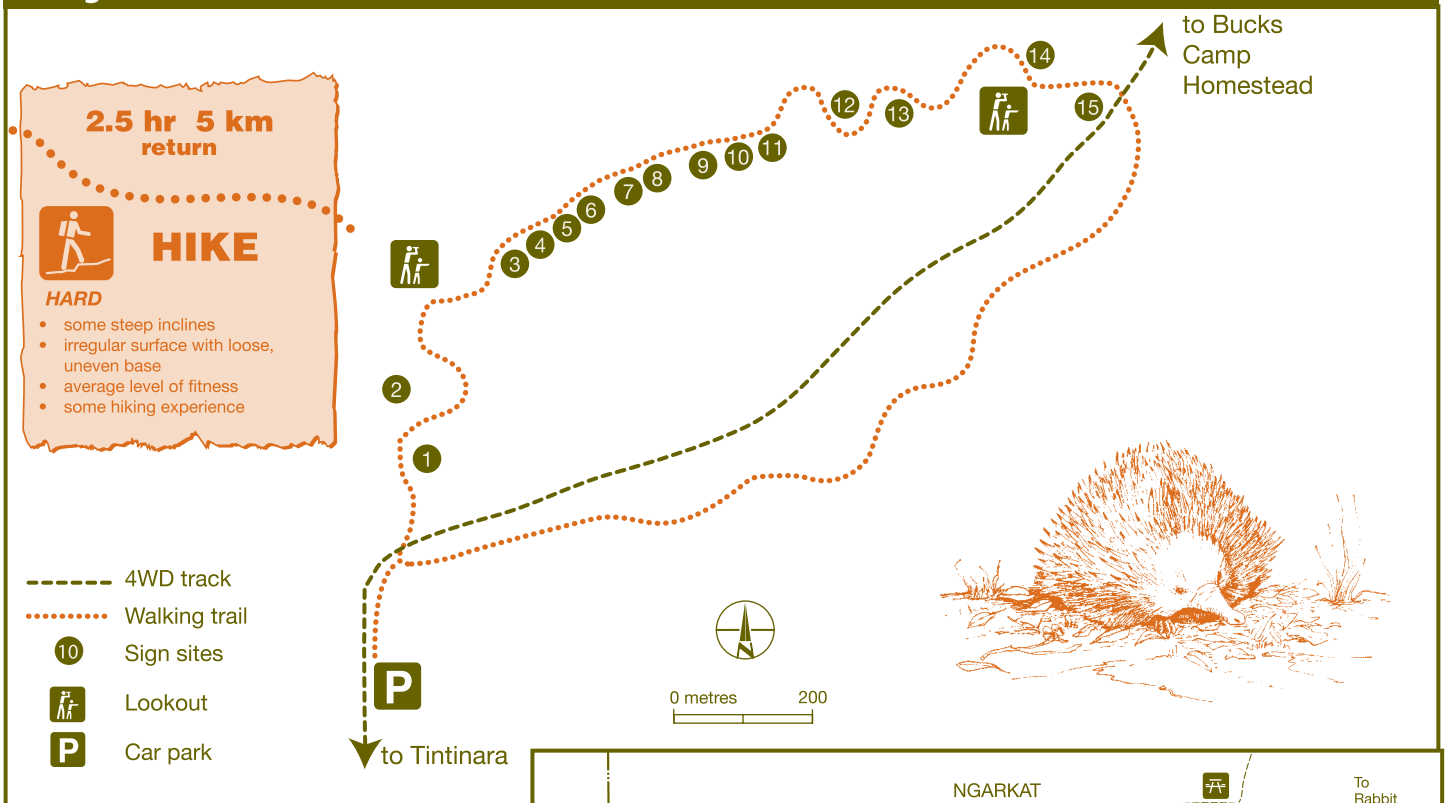 to Bucks
Camp
Homestead
2.5 hr 5 km
return
HIKE
HARD
• some steep inclines
• irregular surface with loose,
uneven base
• average level of fitness
• some hiking experience
14
15
12
13
11
10
9
8
7
6
5
4
3
2
1
4WD track
Walking trail
10 Sign sites
Lookout
P Car park
P
N
0 metres 200
to Tintinara
NGARKAT
To
Rabbit